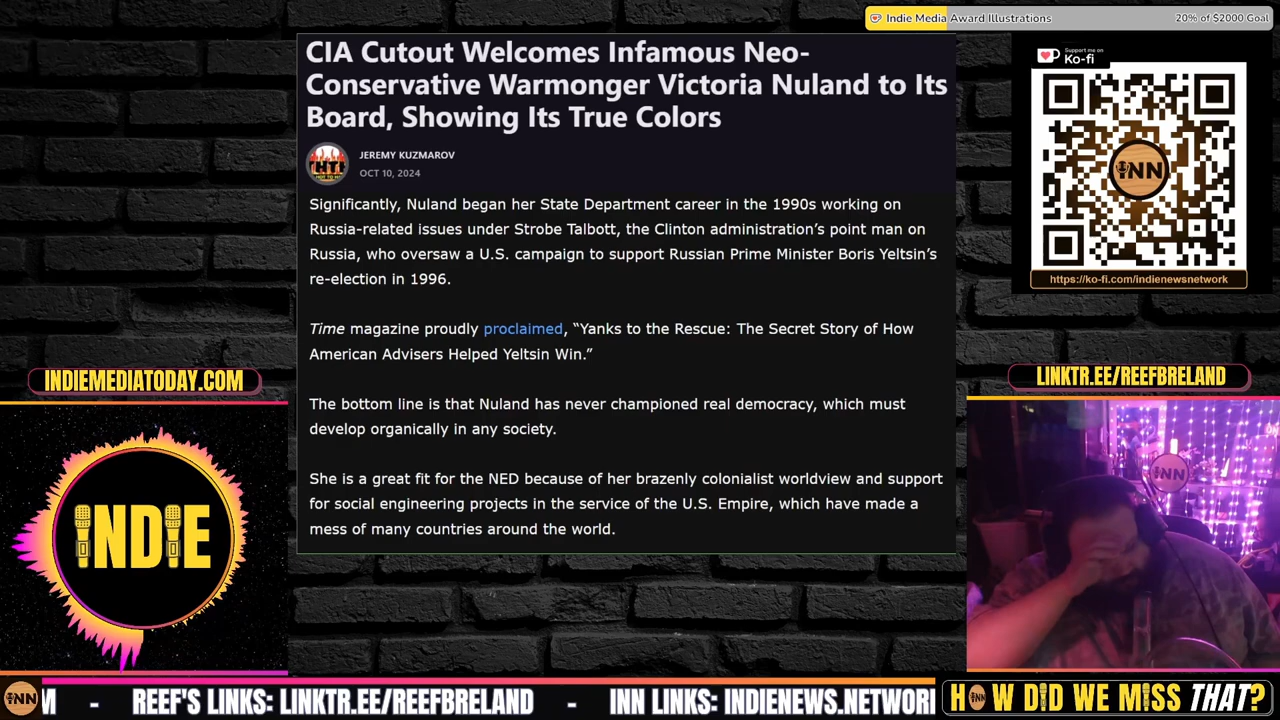 Indie Media Award Illustrations
20% of $2000 Goal
CIA Cutout Welcomes Infamous Neo-
Conservative Warmonger Victoria Nuland to Its
Board, Showing Its True Colors
JEREMY KUZMAROV
OCT 10, 2024
Significantly, Nuland began her State Department career in the 1990s working on
Russia-related issues under Strobe Talbott, the Clinton administration’s point man on
Russia, who oversaw a U.S. campaign to support Russian Prime Minister Boris Yeltsin’s
re-election in 1996.
Time magazine proudly proclaimed, “Yanks to the Rescue: The Secret Story of How
American Advisers Helped Yeltsin Win.”
The bottom line is that Nuland has never championed real democracy, which must
develop organically in any society.
She is a great fit for the NED because of her brazenly colonialist worldview and support
for social engineering projects in the service of the U.S. Empire, which have made a
mess of many countries around the world.
Support me on
Ko-fi
INN
https://ko-fi.com/indienewsnetwork
INDIEMEDIATODAY.COM
LINKTR.EE/REEFBRELAND
INDIE
INN
INN
M - REEF'S LINKS: LINKTR.EE/REEFBRELAND - INN LINKS: INDIENEWS.NETWOR
HOW DID WE MISS THAT?